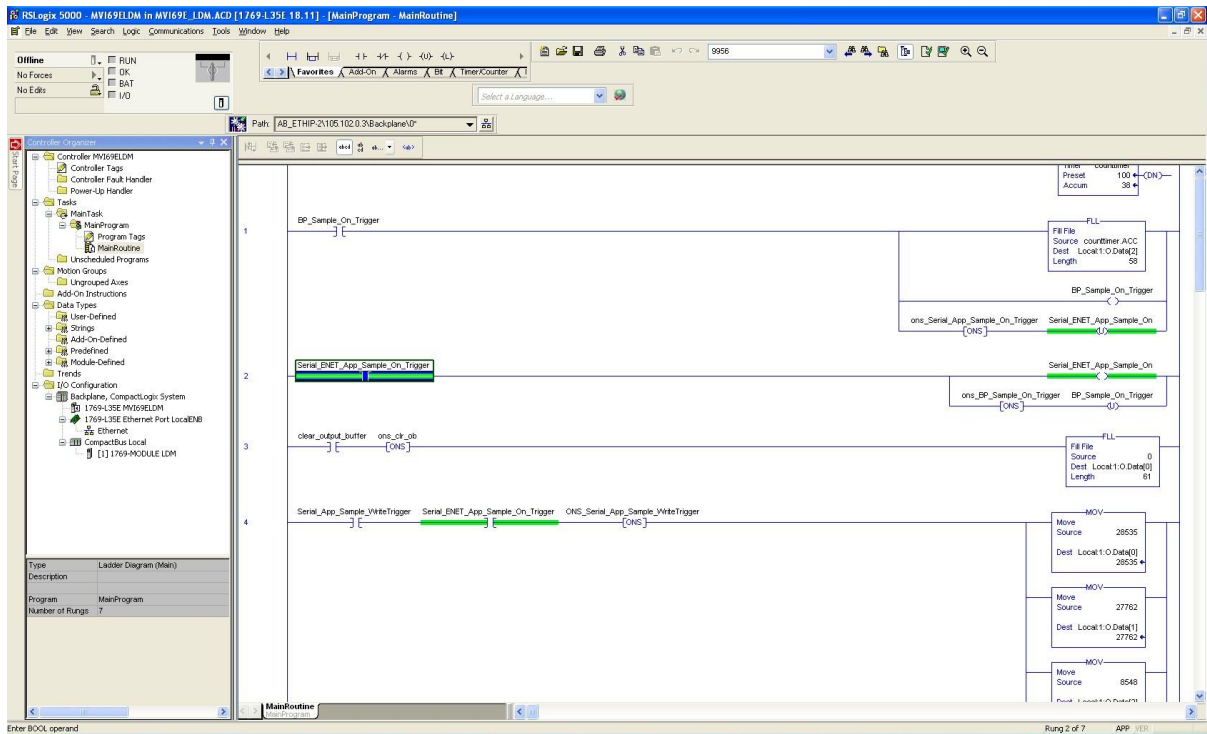 RSLogix 5000 - MVI69ELDM in MVI69E_LDM.ACD [1769-L35E 18.11] - [MainProgram - MainRoutine]
File Edit View Search Logic Communications Tools Window Help
Offline
RUN
No Forces
OK
No Edits
BAT
I/O
9956
Favorites Add-On Alarms Bit Timer/Counter
Select a Language...
Path: AB_ETHIP-2\105.102.0.3\Backplane\0*
Start Page
Controller Organizer
Controller MVI69ELDM
Controller Tags
Controller Fault Handler
Power-Up Handler
Tasks
MainTask
MainProgram
Program Tags
MainRoutine
Unscheduled Programs
Motion Groups
Ungrouped Axes
Add-On Instructions
Data Types
User-Defined
Strings
Add-On-Defined
Predefined
Module-Defined
Trends
I/O Configuration
Backplane, CompactLogix System
1769-L35E MVI69ELDM
1769-L35E Ethernet Port LocalENB
Ethernet
CompactBus Local
[1] 1769-MODULE LDM
Type Ladder Diagram (Main)
Description
Program MainProgram
Number of Rungs 7
Timer counttimer
Preset 100
(DN)
Accum 38
1
BP_Sample_On_Trigger
FLL
Fill File
Source counttimer.ACC
Dest Local:1:O.Data[2]
Length 58
BP_Sample_On_Trigger
ons_Serial_App_Sample_On_Trigger Serial_ENET_App_Sample_On
ONS U
2
Serial_ENET_App_Sample_On_Trigger
Serial_ENET_App_Sample_On
ons_BP_Sample_On_Trigger BP_Sample_On_Trigger
ONS U
3
clear_output_buffer ons_clr_ob
ONS
FLL
Fill File
Source 0
Dest Local:1:O.Data[0]
Length 61
4
Serial_App_Sample_WriteTrigger Serial_ENET_App_Sample_On_Trigger ONS_Serial_App_Sample_WriteTrigger
ONS
MOV
Move
Source 28535
Dest Local:1:O.Data[0]
28535
MOV
Move
Source 27762
Dest Local:1:O.Data[1]
27762
MOV
Move
Source 8548
MainRoutine
MainProgram
Enter BOOL operand
Rung 2 of 7 APP VER